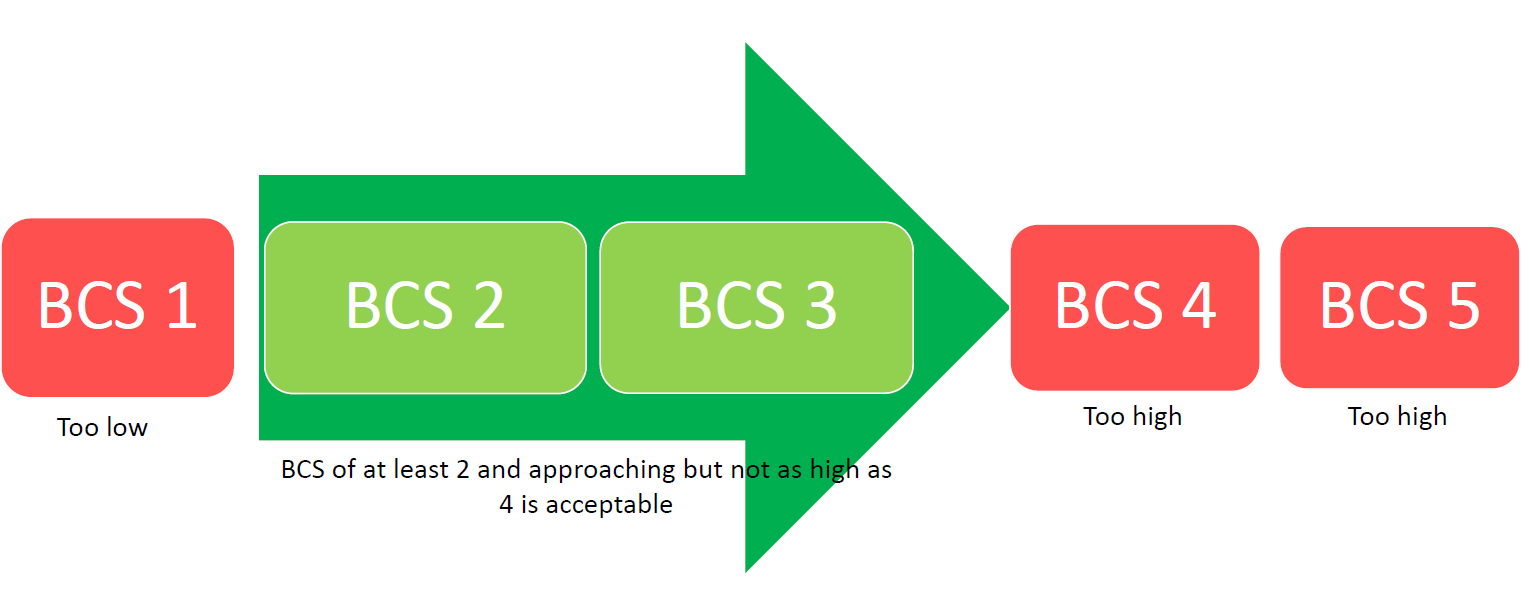 BCS 1
BCS 2
BCS 3
BCS 4
BCS 5
Too low
Too high
Too high
BCS of at least 2 and approaching but not as high as
4 is acceptable